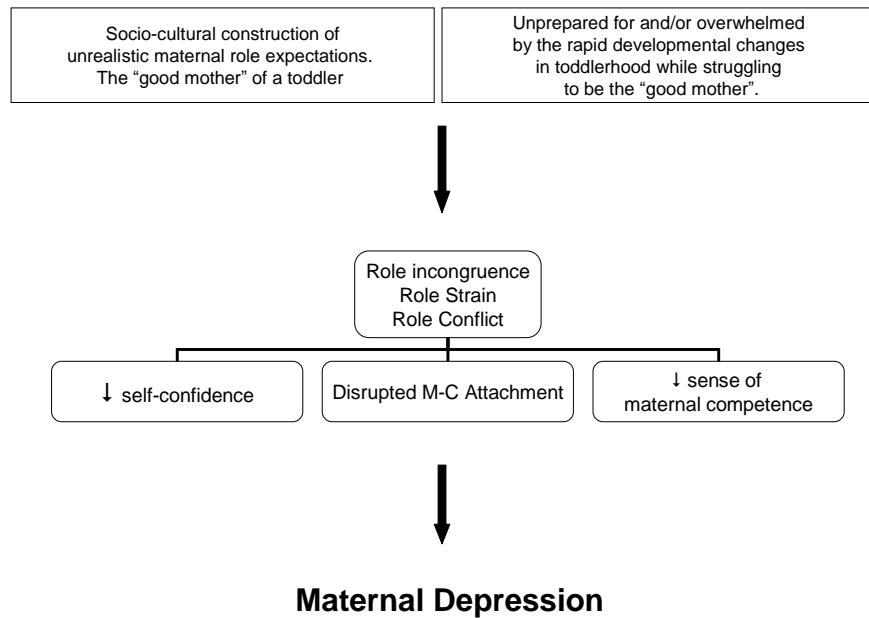 Socio-cultural construction of
unrealistic maternal role expectations.
The “good mother” of a toddler
Unprepared for and/or overwhelmed
by the rapid developmental changes
in toddlerhood while struggling
to be the “good mother”.
Role incongruence
Role Strain
Role Conflict
↓ self-confidence
Disrupted M-C Attachment
↓ sense of
maternal competence
Maternal Depression